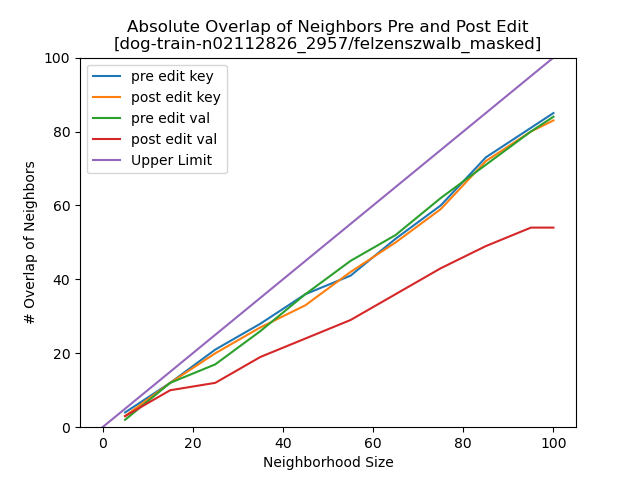 Absolute Overlap of Neighbors Pre and Post Edit
[dog-train-n02112826_2957/felzenszwalb_masked]
100
80
60
40
20
0
# Overlap of Neighbors
pre edit key
post edit key
pre edit val
post edit val
Upper Limit
0 20 40 60 80 100
Neighborhood Size